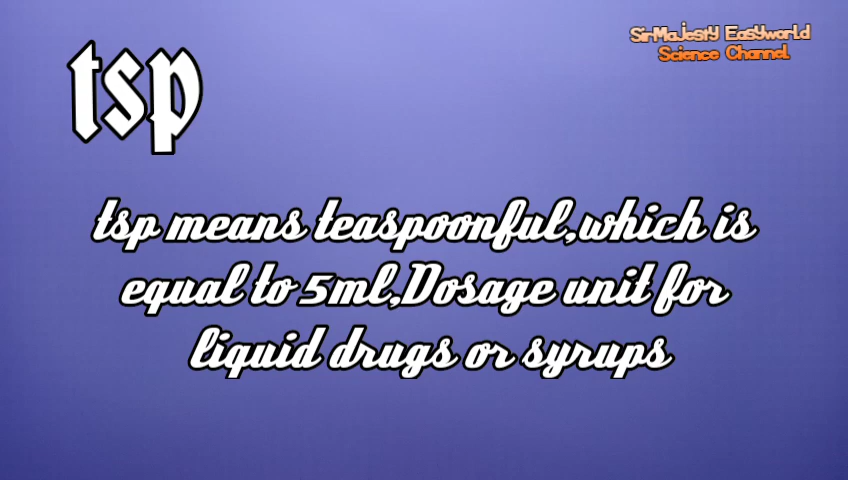 SirMajesty Easyworld
Science Channel
tsp
tsp means teaspoonful,which is
equal to 5ml,Dosage unit for
liquid drugs or syrups